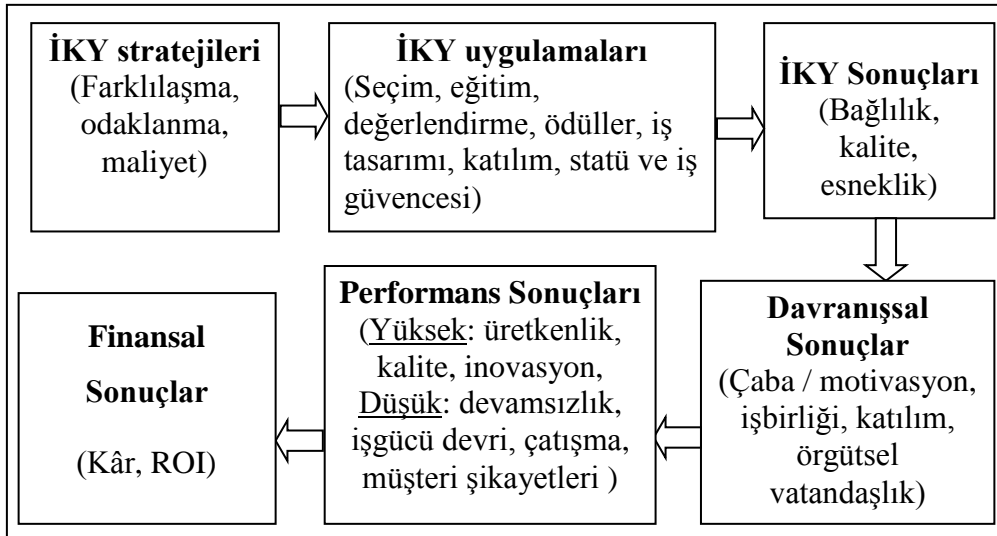 İKY stratejileri
(Farklılaşma,
odaklanma,
maliyet)
İKY uygulamaları
(Seçim, eğitim,
değerlendirme, ödüller, iş
tasarımı, katılım, statü ve iş
güvencesi)
İKY Sonuçları
(Bağlılık,
kalite,
esneklik)
Davranışsal
Sonuçlar
(Çaba / motivasyon,
işbirliği, katılım,
örgütsel
vatandaşlık)
Performans Sonuçları
(Yüksek: üretkenlik,
kalite, inovasyon,
Düşük: devamsızlık,
işgücü devri, çatışma,
müşteri şikayetleri )
Finansal
Sonuçlar
(Kâr, ROI)